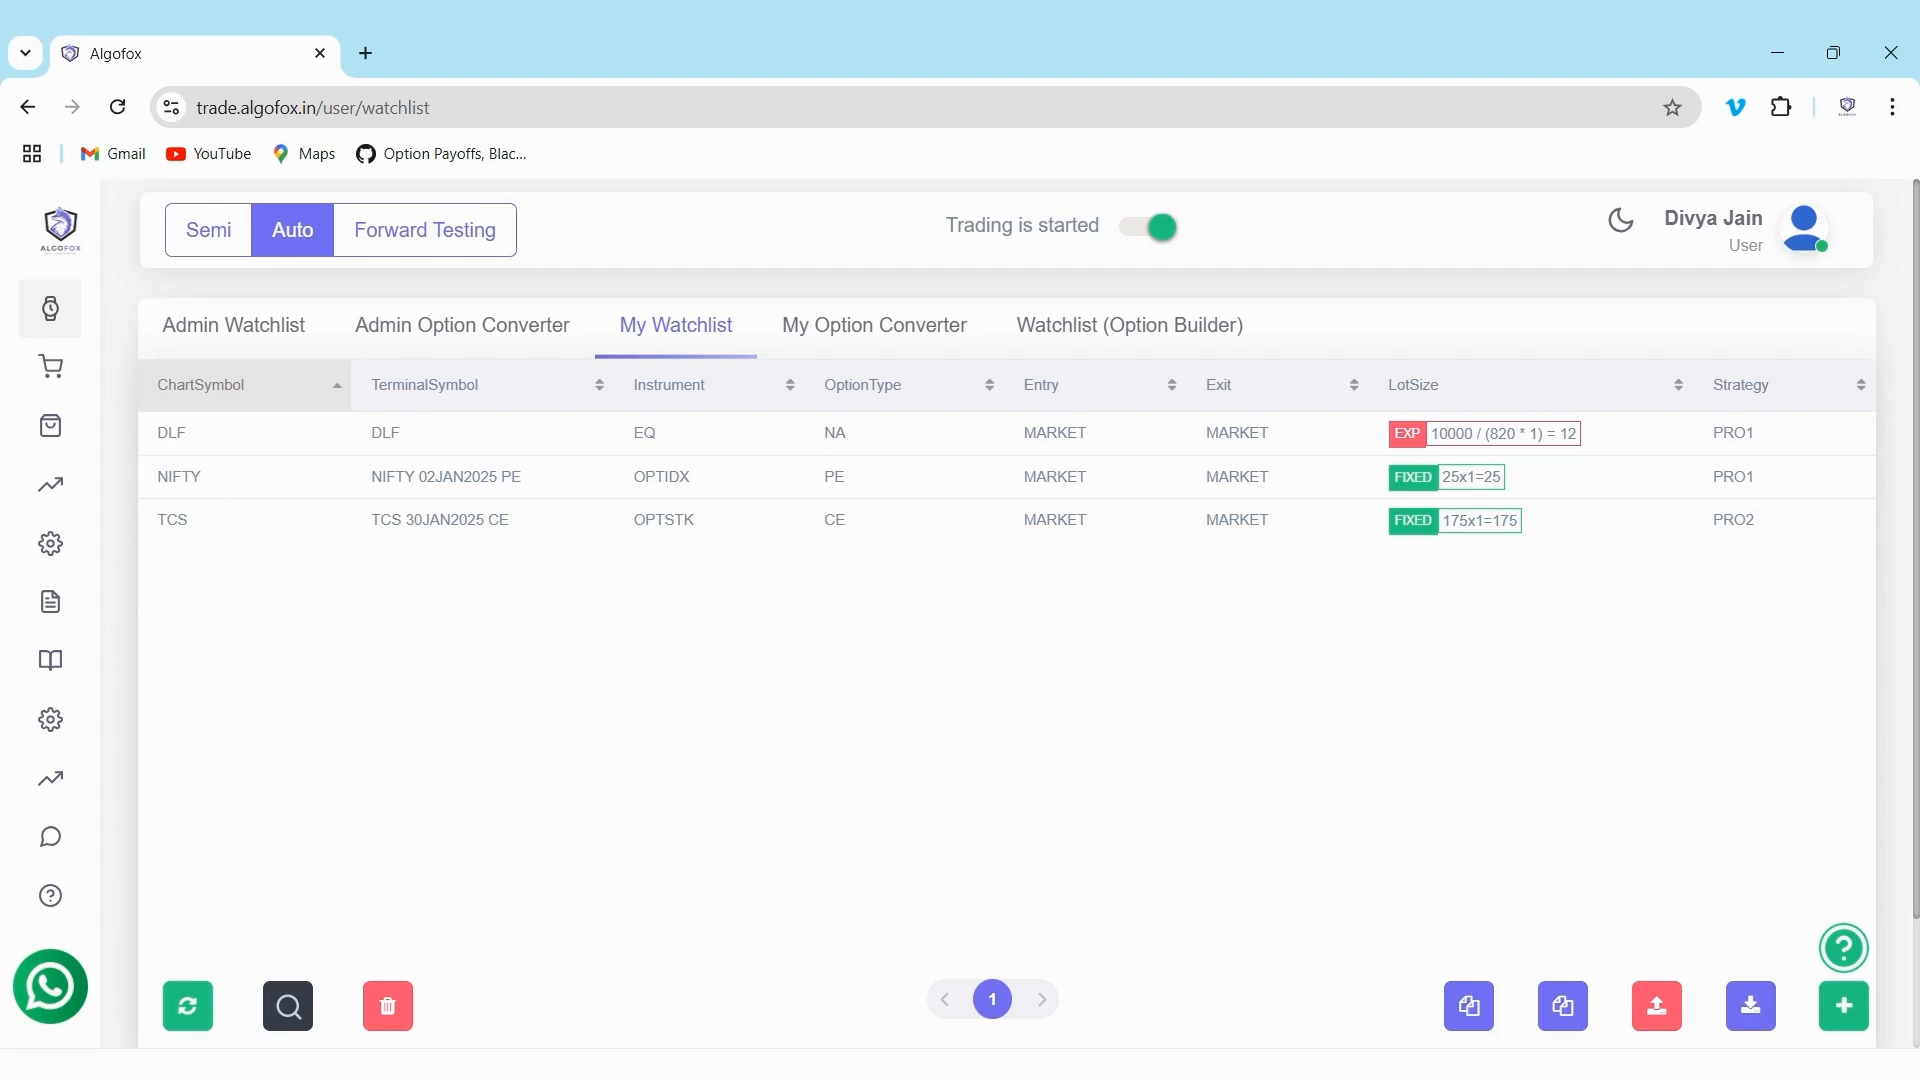 Algofox
trade.algofox.in/user/watchlist
Gmail YouTube Maps Option Payoffs, Blac...
ALGOFOX
Semi Auto Forward Testing
Trading is started
Divya Jain
User
Admin Watchlist Admin Option Converter My Watchlist My Option Converter Watchlist (Option Builder)
ChartSymbol TerminalSymbol Instrument OptionType Entry Exit LotSize Strategy
DLF DLF EQ NA MARKET MARKET EXP 10000 / (820 * 1) = 12 PRO1
NIFTY NIFTY 02JAN2025 PE OPTIDX PE MARKET MARKET FIXED 25x1=25 PRO1
TCS TCS 30JAN2025 CE OPTSTK CE MARKET MARKET FIXED 175x1=175 PRO2
1